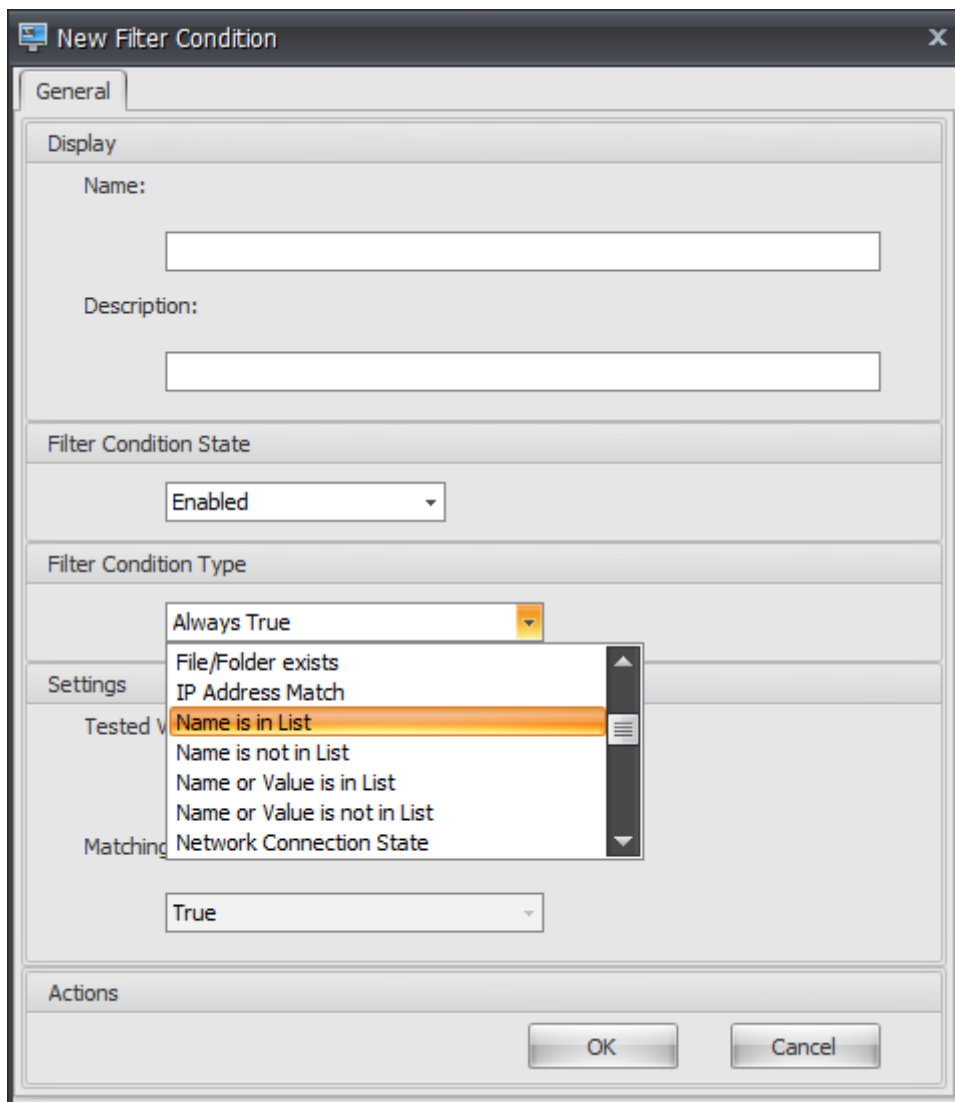 New Filter Condition
General
Display
Name:
Description:
Filter Condition State
Enabled
Filter Condition Type
Always True
File/Folder exists
IP Address Match
Name is in List
Name is not in List
Name or Value is in List
Name or Value is not in List
Network Connection State
Settings
Tested
Matching
True
Actions
OK
Cancel